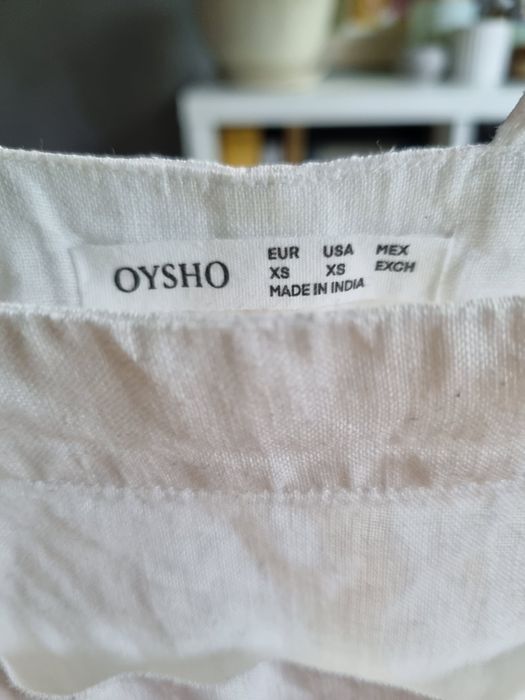 OYSHO
EUR USA MEX
XS XS EXCH
MADE IN INDIA